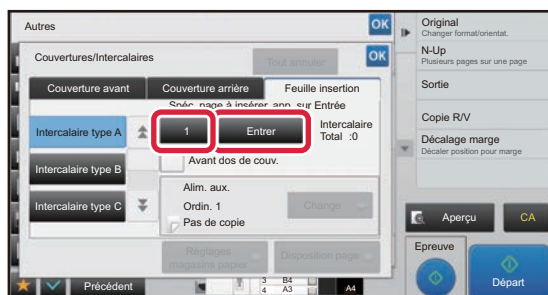 Autres
OK
Couvertures/Intercalaires
Tout annuler
OK
Couverture avant
Couverture arrière
Feuille insertion
Spéc. page à insérer, app. sur Entrée
Intercalaire type A
1
Entrer
Intercalaire
Total :0
Avant dos de couv.
Intercalaire type B
Alim. aux.
Ordin. 1
Change
Pas de copie
Intercalaire type C
Réglages
magasins papier
Disposition page
Précédent
3 B4
4 A3
A4
Original
Changer format/orientat.
N-Up
Plusieurs pages sur une page
Sortie
Copie R/V
Décalage marge
Décaler position pour marge
Aperçu
CA
Epreuve
Départ